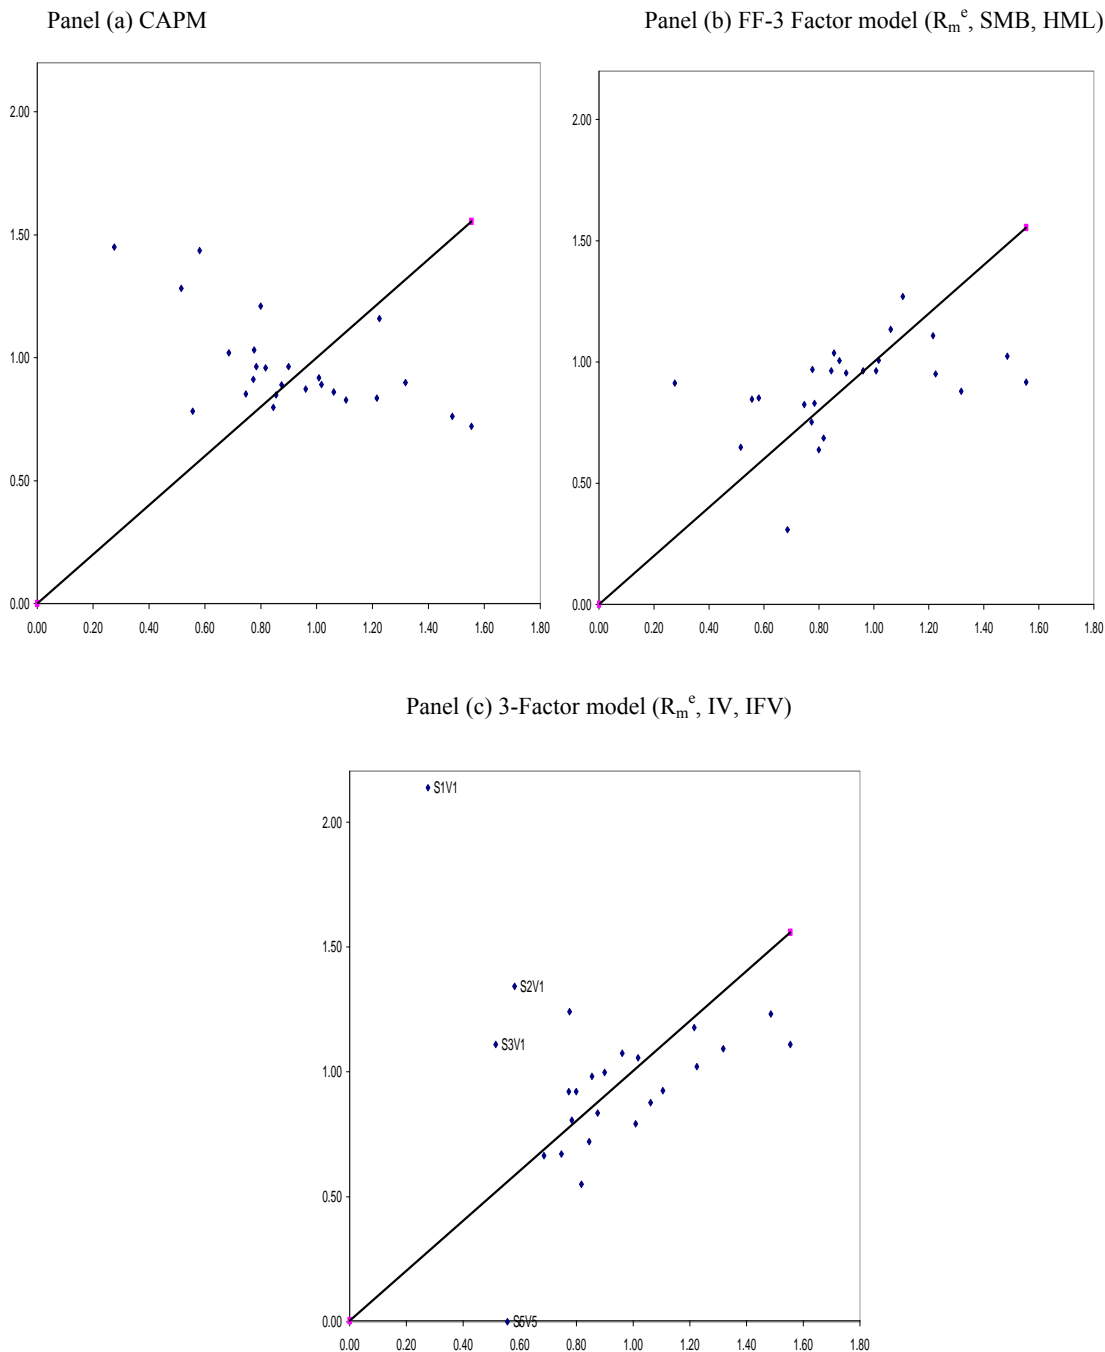 Panel (a) CAPM
Panel (b) FF-3 Factor model (Rₘᵉ, SMB, HML)
2.00
1.50
1.00
0.50
0.00
0.00 0.20 0.40 0.60 0.80 1.00 1.20 1.40 1.60 1.80
2.00
1.50
1.00
0.50
0.00
0.00 0.20 0.40 0.60 0.80 1.00 1.20 1.40 1.60 1.80
Panel (c) 3-Factor model (Rₘᵉ, IV, IFV)
S1V1
2.00
1.50
S2V1
S3V1
1.00
0.50
0.00
S5V5
0.00 0.20 0.40 0.60 0.80 1.00 1.20 1.40 1.60 1.80